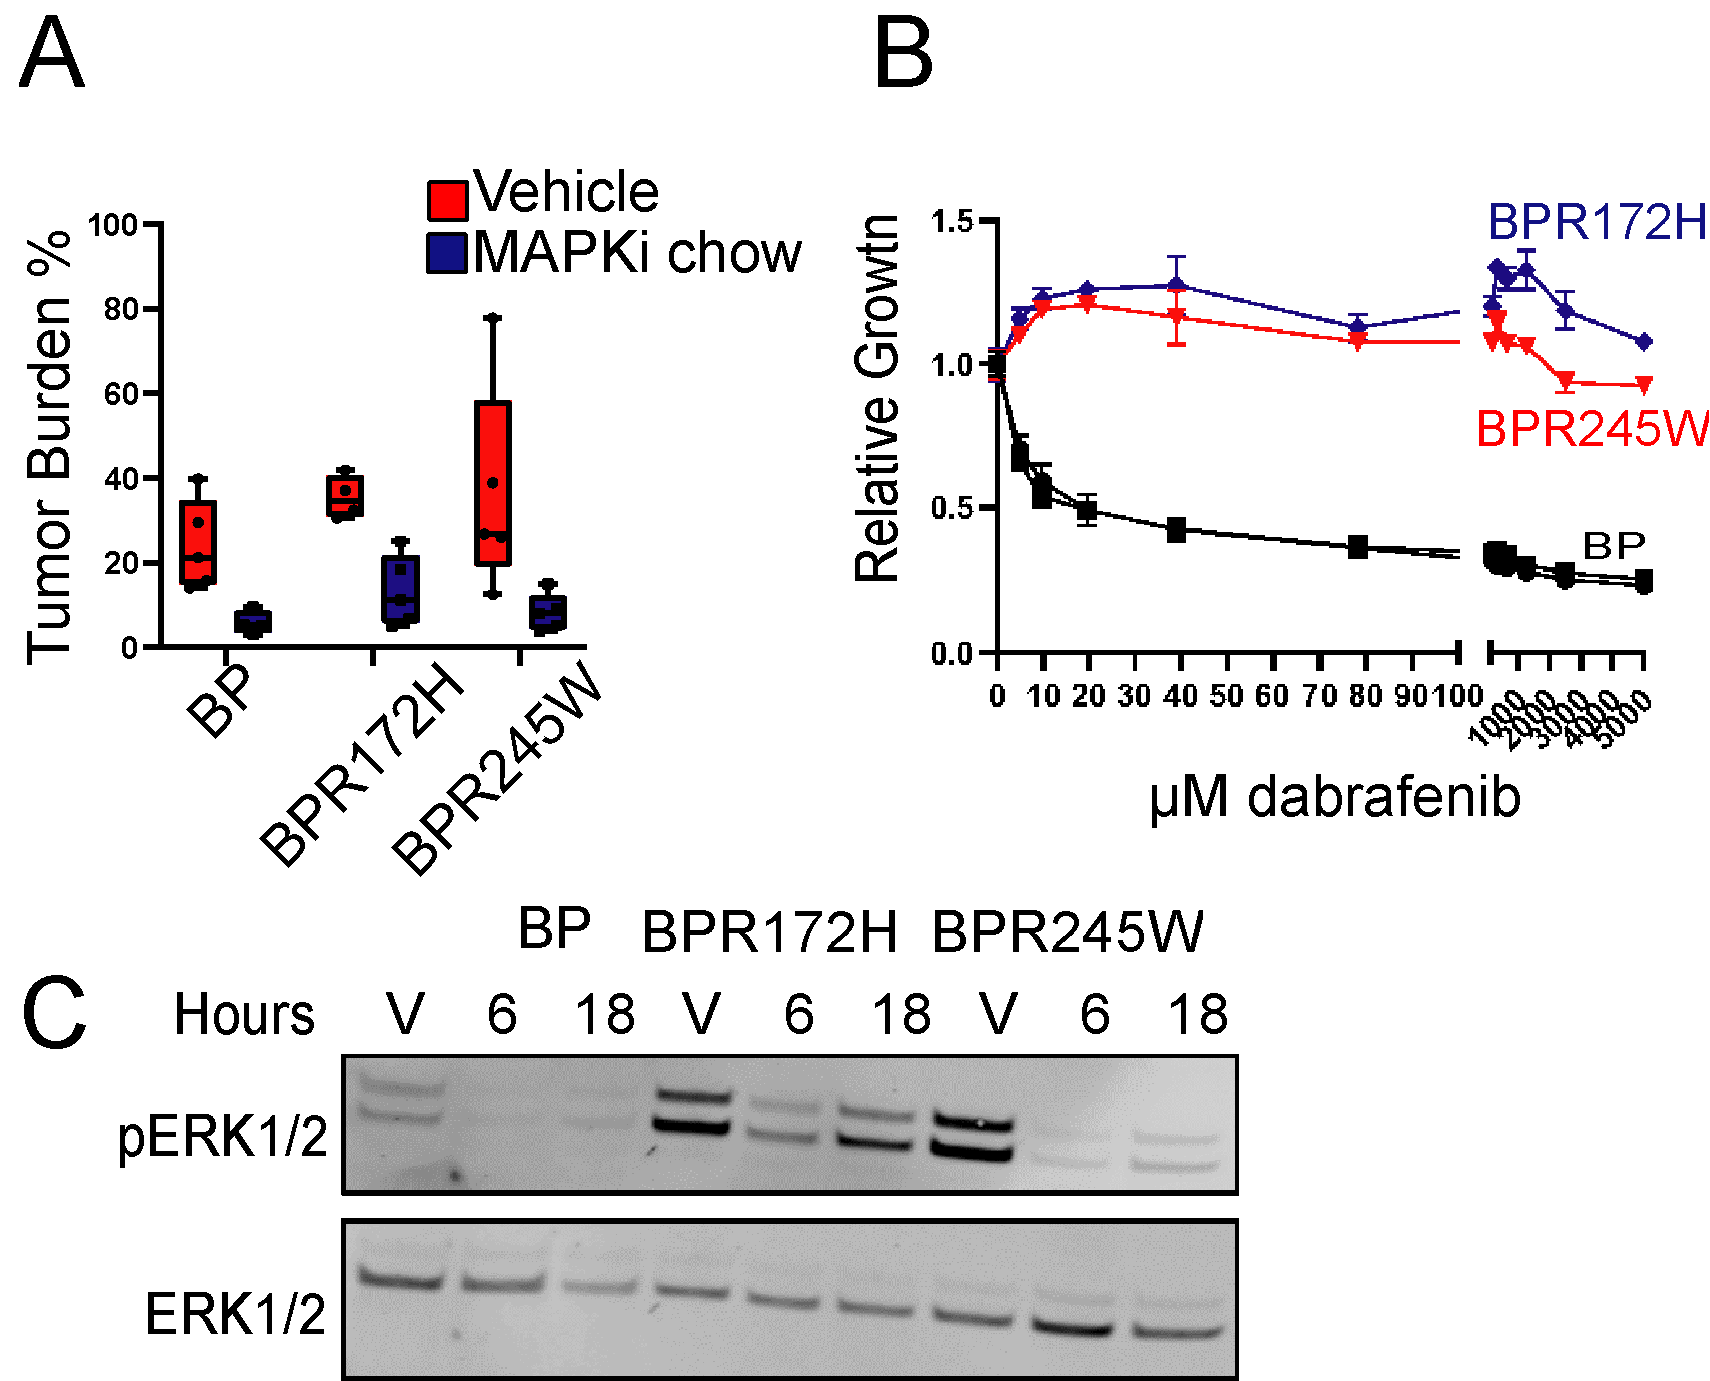 A
B
Vehicle
MAPKi chow
Tumor Burden %
100
80
60
40
20
0
BP
BPR172H
BPR245W
Relative Growtn
1.5
1.0
0.5
0.0
BPR172H
BPR245W
BP
0 10 20 30 40 50 60 70 80 90 100
1000 2000 3000 4000 5000
µM dabrafenib
C
BP BPR172H BPR245W
Hours V 6 18 V 6 18 V 6 18
pERK1/2
ERK1/2